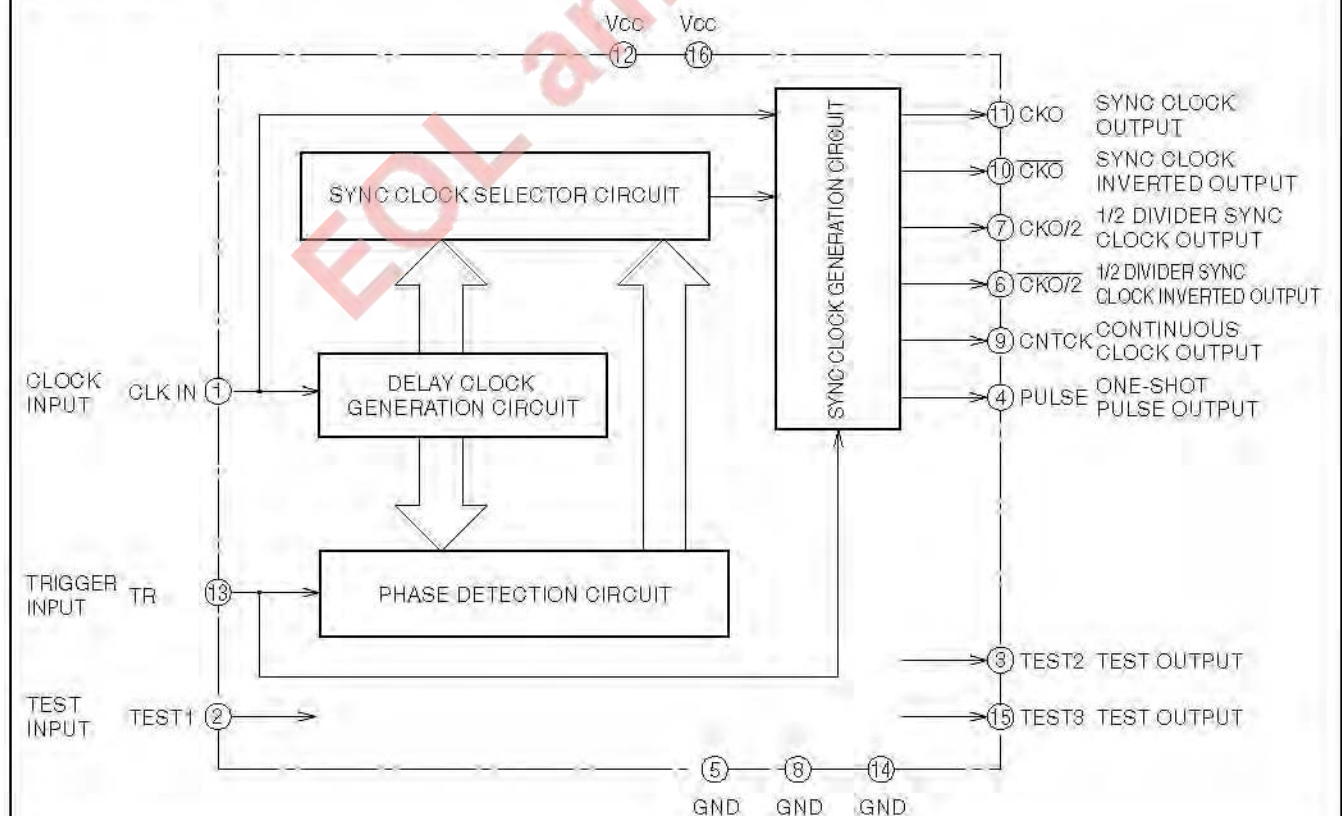 EOL an
Vcc Vcc
12 16
SYNC CLOCK SELECTOR CIRCUIT
SYNC CLOCK GENERATION CIRCUIT
11 CKO SYNC CLOCK
OUTPUT
10 C̅K̅O̅ SYNC CLOCK
INVERTED OUTPUT
7 CKO/2 1/2 DIVIDER SYNC
CLOCK OUTPUT
6 C̅K̅O̅/̅2̅ 1/2 DIVIDER SYNC
CLOCK INVERTED OUTPUT
9 CNTCK CONTINUOUS
CLOCK OUTPUT
4 PULSE ONE-SHOT
PULSE OUTPUT
CLOCK
INPUT
CLK IN 1
DELAY CLOCK
GENERATION CIRCUIT
TRIGGER
INPUT
TR 13
PHASE DETECTION CIRCUIT
3 TEST2 TEST OUTPUT
TEST
INPUT
TEST1 2
15 TEST3 TEST OUTPUT
5 8 14
GND GND GND